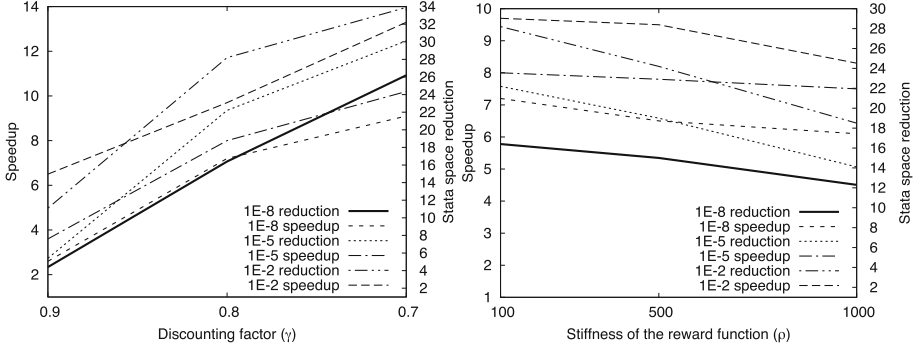 14
12
10
8
6
4
2
Speedup
34
32
30
28
26
24
22
20
18
16
14
12
10
8
6
4
2
Stata space reduction
1E-8 reduction
1E-8 speedup
1E-5 reduction
1E-5 speedup
1E-2 reduction
1E-2 speedup
0.9 0.8 0.7
Discounting factor (γ)
10
9
8
7
6
5
4
3
2
1
Speedup
30
28
26
24
22
20
18
16
14
12
10
8
6
4
2
Stata space reduction
1E-8 reduction
1E-8 speedup
1E-5 reduction
1E-5 speedup
1E-2 reduction
1E-2 speedup
100 500 1000
Stiffness of the reward function (ρ)